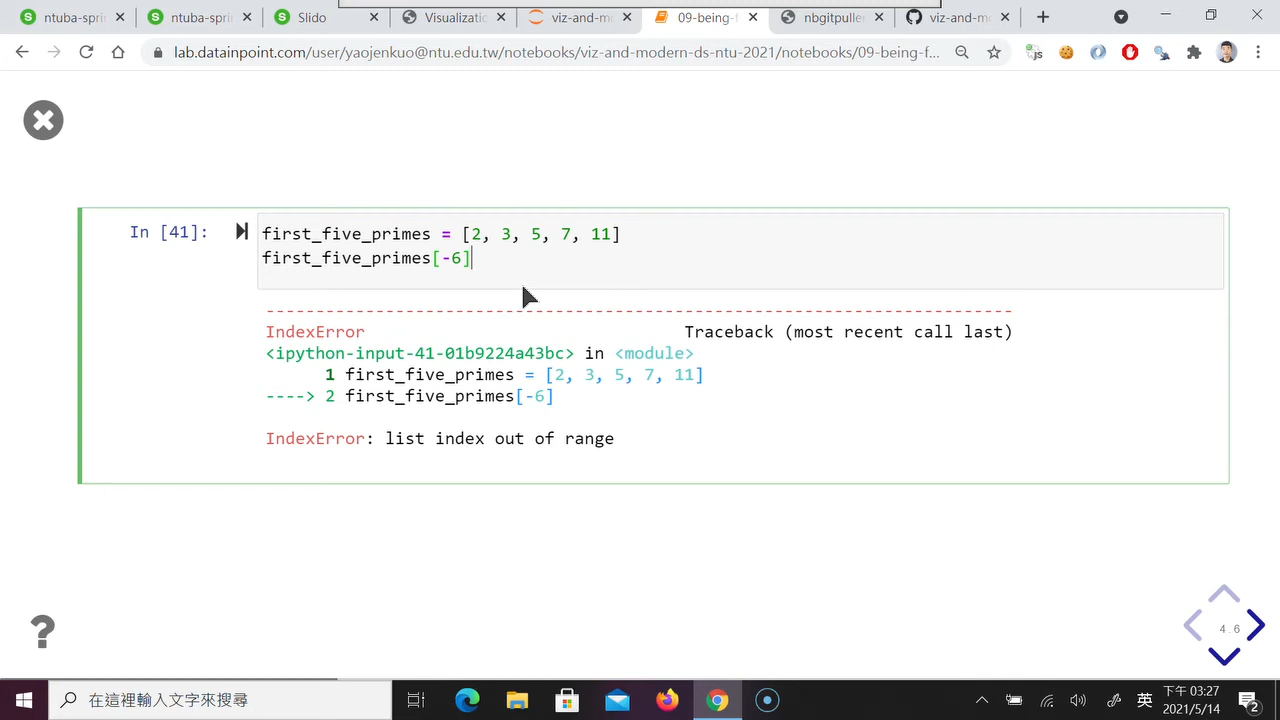 ntuba-spri
ntuba-spri
Slido
Visualizatio
viz-and-mo
09-being-f
nbgitpuller
viz-and-mo
lab.datainpoint.com/user/yaojenkuo@ntu.edu.tw/notebooks/viz-and-modern-ds-ntu-2021/notebooks/09-being-f...
In [41]:
first_five_primes = [2, 3, 5, 7, 11]
first_five_primes[-6]
---------------------------------------------------------------------------
IndexError Traceback (most recent call last)
<ipython-input-41-01b9224a43bc> in <module>
1 first_five_primes = [2, 3, 5, 7, 11]
----> 2 first_five_primes[-6]
IndexError: list index out of range
4.6
在這裡輸入文字來搜尋
英
下午 03:27
2021/5/14
2